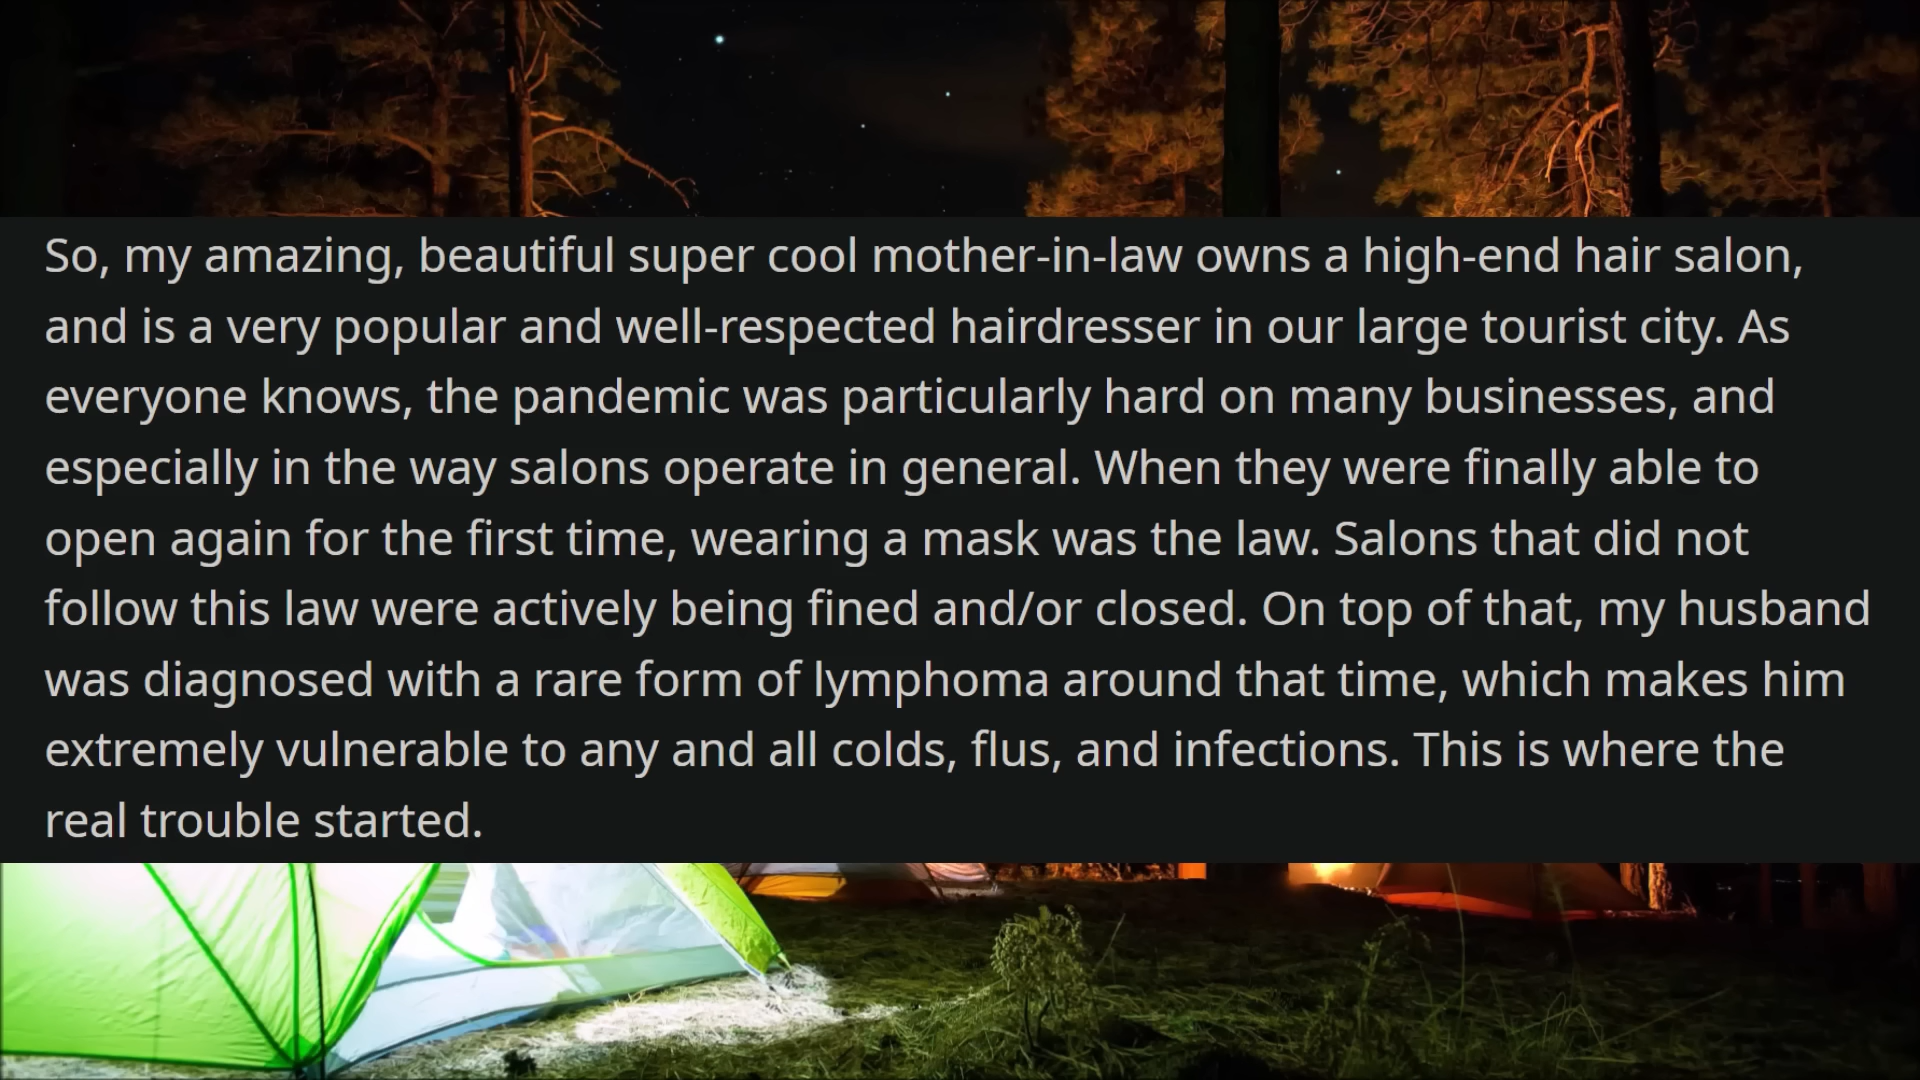 So, my amazing, beautiful super cool mother-in-law owns a high-end hair salon,
and is a very popular and well-respected hairdresser in our large tourist city. As
everyone knows, the pandemic was particularly hard on many businesses, and
especially in the way salons operate in general. When they were finally able to
open again for the first time, wearing a mask was the law. Salons that did not
follow this law were actively being fined and/or closed. On top of that, my husband
was diagnosed with a rare form of lymphoma around that time, which makes him
extremely vulnerable to any and all colds, flus, and infections. This is where the
real trouble started.